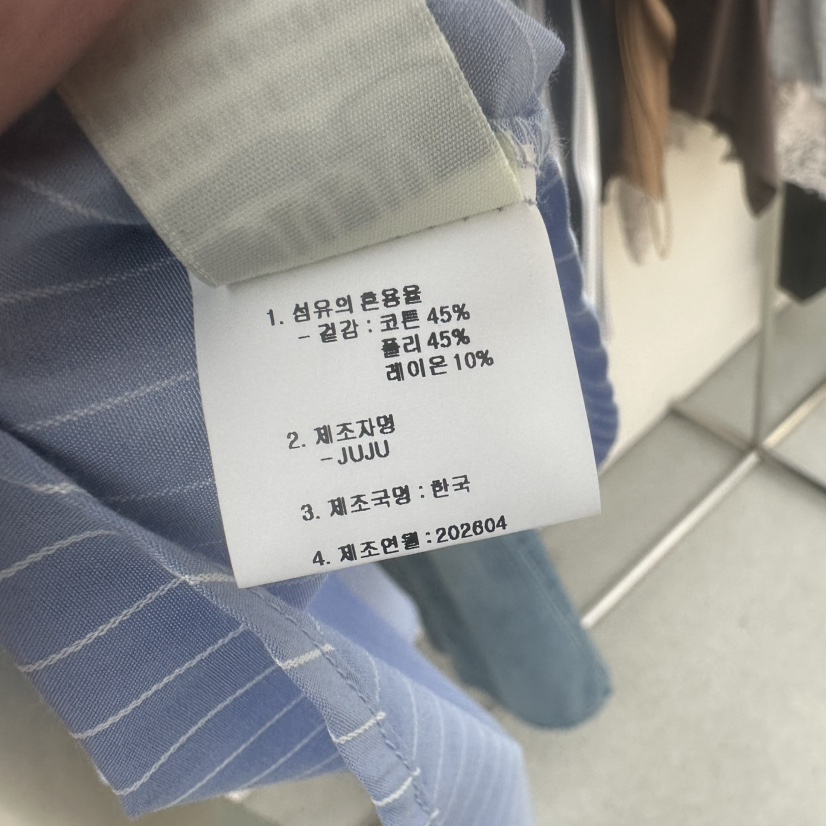 1. 섬유의 혼용율
- 겉감 : 코튼 45%
폴리 45%
레이온 10%
2. 제조자명
- JUJU
3. 제조국명 : 한국
4. 제조연월 : 202604